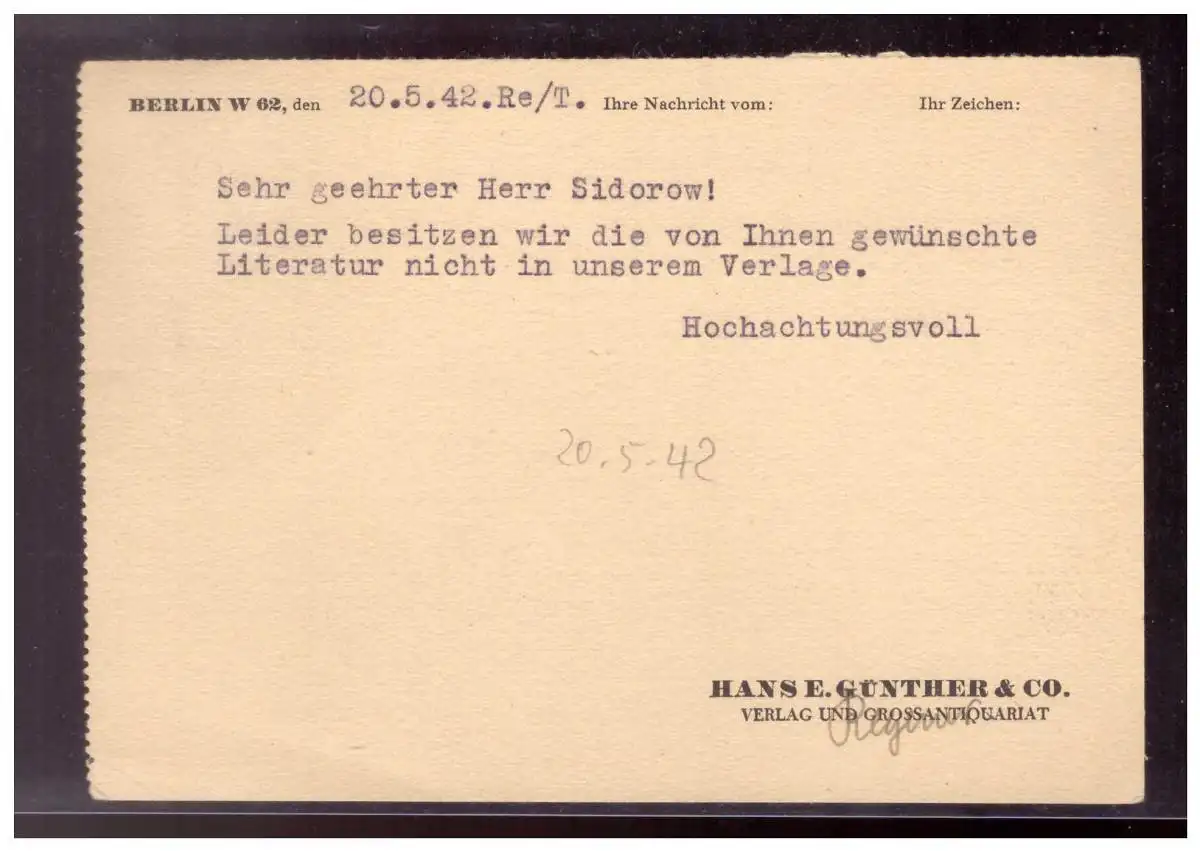 BERLIN W 62, den 20.5.42.Re/T. Ihre Nachricht vom: Ihr Zeichen:
Sehr geehrter Herr Sidorow!
Leider besitzen wir die von Ihnen gewünschte
Literatur nicht in unserem Verlage.
Hochachtungsvoll
20.5.42
HANS E. GÜNTHER & CO.
VERLAG UND GROSSANTIQUARIAT